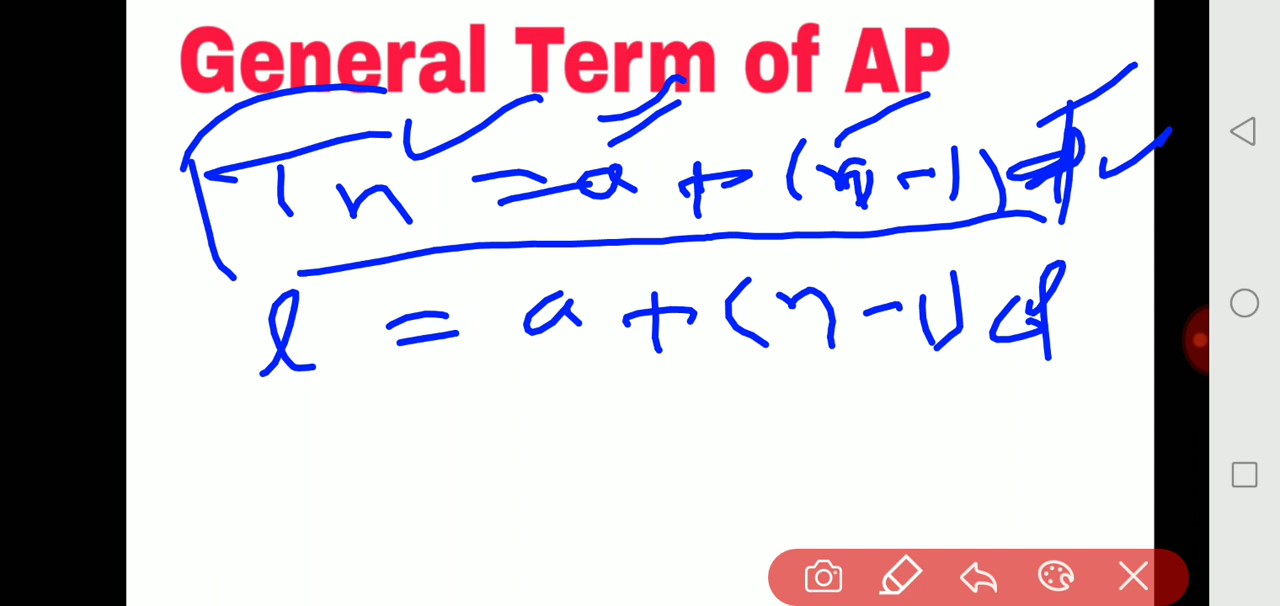 General Term of AP
Tn = a + (n-1)d
l = a + (n-1)d